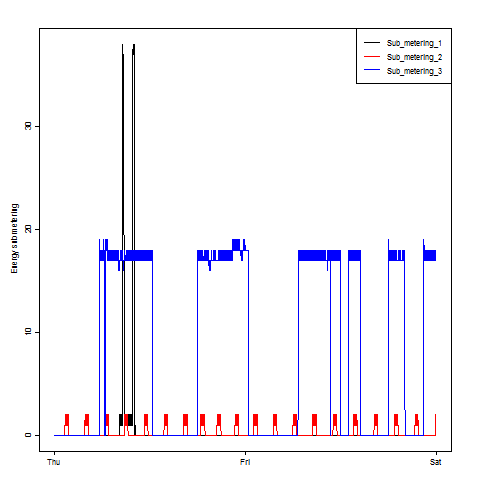 Sub_metering_1
Sub_metering_2
Sub_metering_3
30
20
10
0
Energy sub metering
Thu
Fri
Sat